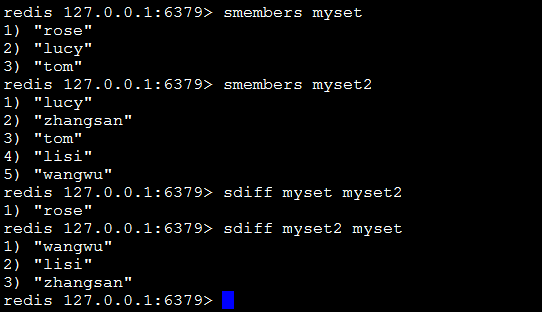 redis 127.0.0.1:6379> smembers myset
1) "rose"
2) "lucy"
3) "tom"
redis 127.0.0.1:6379> smembers myset2
1) "lucy"
2) "zhangsan"
3) "tom"
4) "lisi"
5) "wangwu"
redis 127.0.0.1:6379> sdiff myset myset2
1) "rose"
redis 127.0.0.1:6379> sdiff myset2 myset
1) "wangwu"
2) "lisi"
3) "zhangsan"
redis 127.0.0.1:6379>